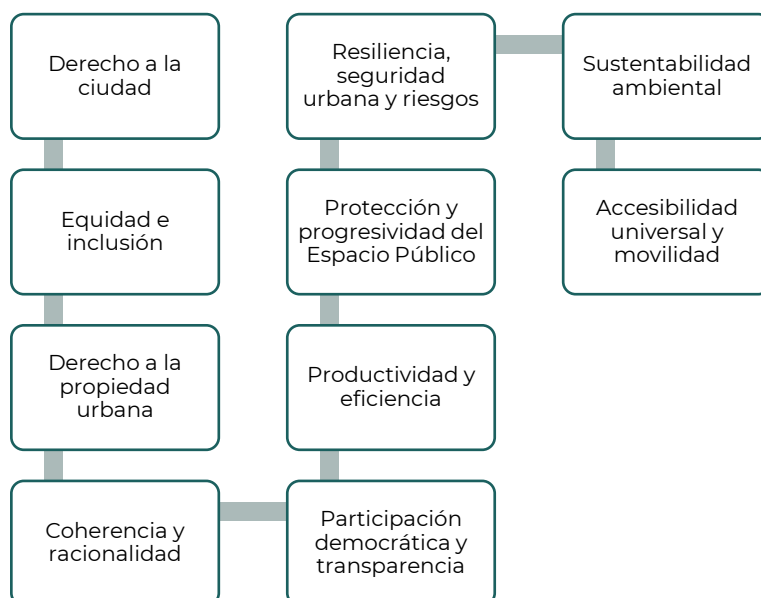 Derecho a la
ciudad
Equidad e
inclusión
Derecho a la
propiedad
urbana
Coherencia y
racionalidad
Participación
democrática y
transparencia
Productividad y
eficiencia
Protección y
progresividad del
Espacio Público
Resiliencia,
seguridad
urbana y riesgos
Sustentabilidad
ambiental
Accesibilidad
universal y
movilidad